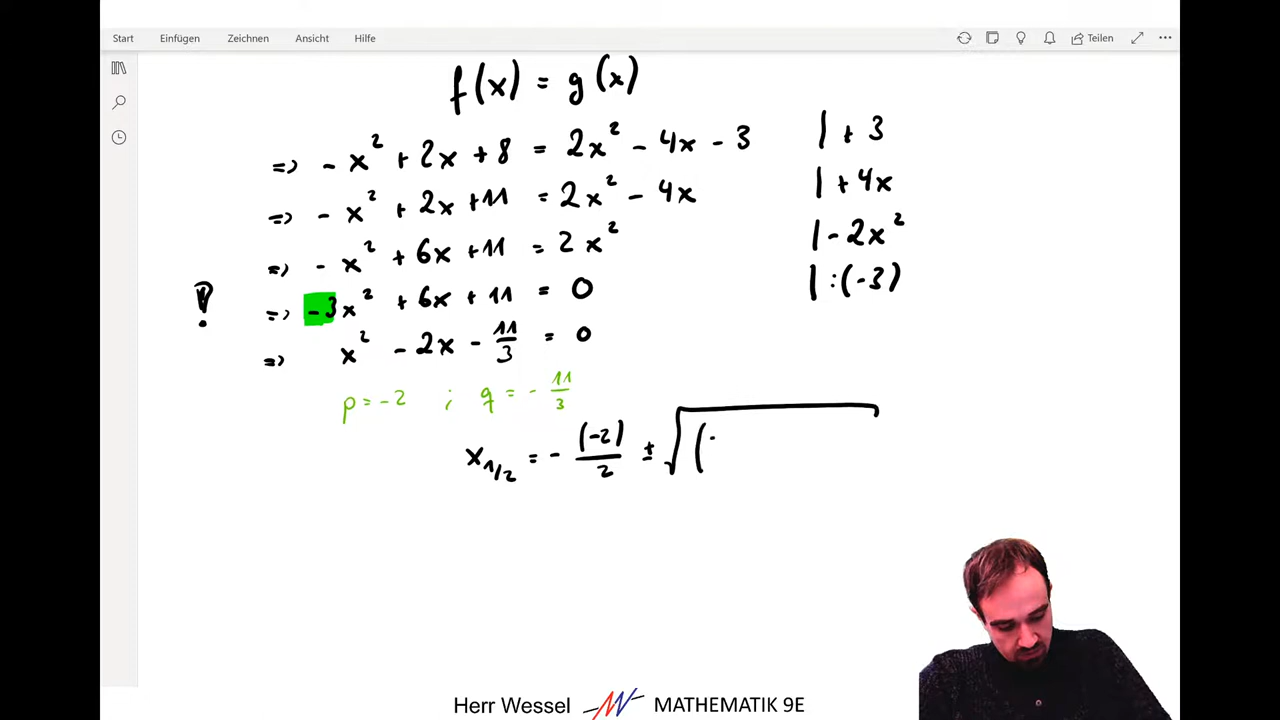 Start Einfügen Zeichnen Ansicht Hilfe Teilen
f(x) = g(x)
=> -x² + 2x + 8 = 2x² - 4x - 3 | + 3
=> -x² + 2x + 11 = 2x² - 4x | + 4x
=> -x² + 6x + 11 = 2x² | - 2x²
! => -3x² + 6x + 11 = 0 | :(-3)
=> x² - 2x - 11/3 = 0
p = -2 ; q = - 11/3
x₁/₂ = - (-2)/2 ± √(
Herr Wessel MATHEMATIK 9E